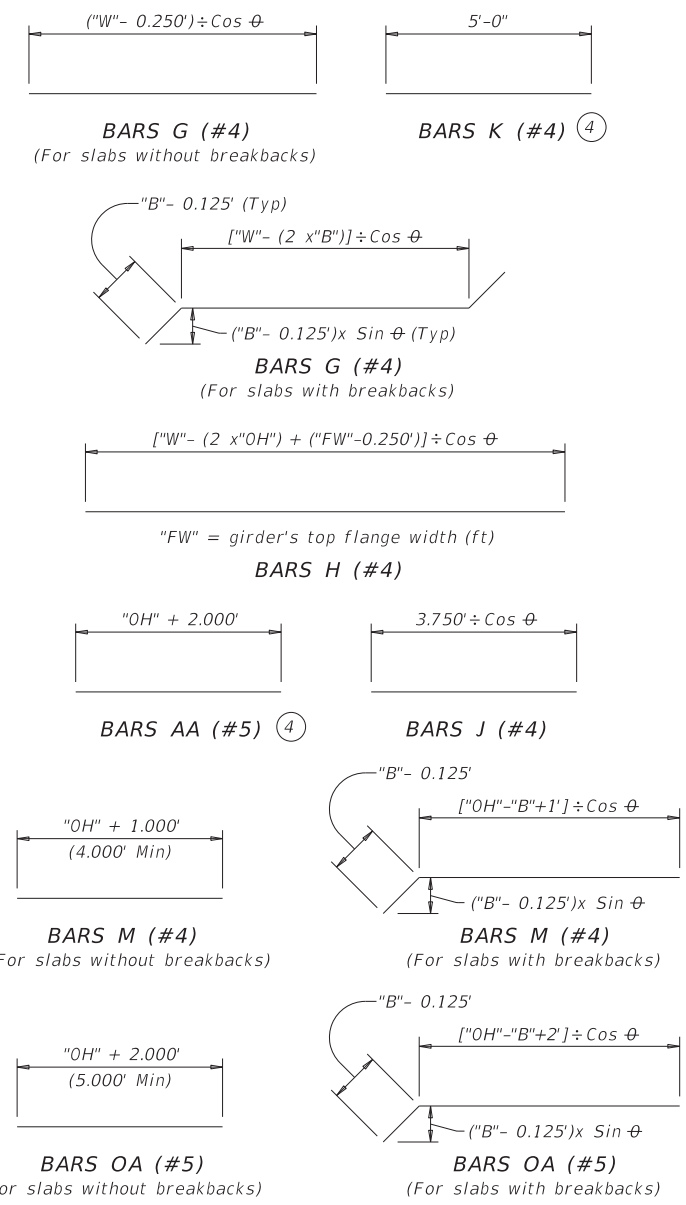 ("W"- 0.250')÷Cos θ
5'-0"
BARS G (#4)
(For slabs without breakbacks)
BARS K (#4) 4
"B"- 0.125' (Typ)
["W"- (2 x"B")]÷Cos θ
("B"- 0.125')x Sin θ (Typ)
BARS G (#4)
(For slabs with breakbacks)
["W"- (2 x"OH") + ("FW"-0.250')]÷Cos θ
"FW" = girder's top flange width (ft)
BARS H (#4)
"OH" + 2.000'
3.750'÷Cos θ
BARS AA (#5) 4
BARS J (#4)
"OH" + 1.000'
(4.000' Min)
BARS M (#4)
For slabs without breakbacks)
"B"- 0.125'
["OH"-"B"+1']÷Cos θ
("B"- 0.125')x Sin θ
BARS M (#4)
(For slabs with breakbacks)
"OH" + 2.000'
(5.000' Min)
BARS OA (#5)
or slabs without breakbacks)
"B"- 0.125'
["OH"-"B"+2']÷Cos θ
("B"- 0.125')x Sin θ
BARS OA (#5)
(For slabs with breakbacks)